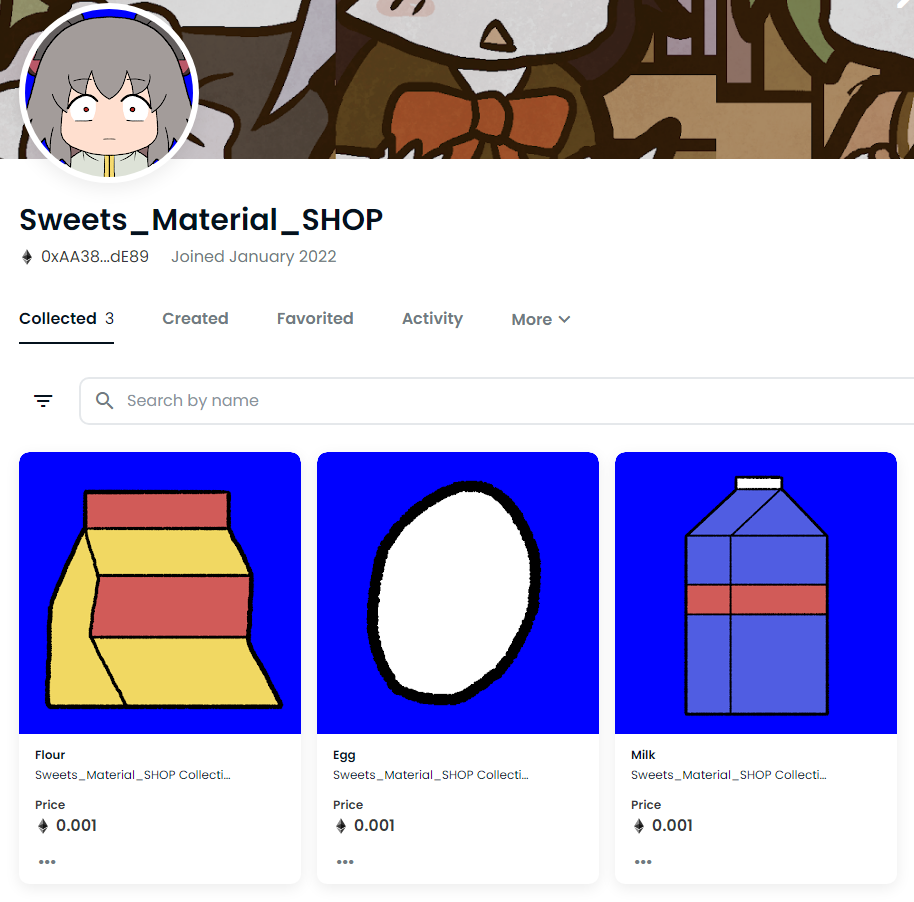 Sweets_Material_SHOP
0xAA38...dE89 Joined January 2022
Collected 3 Created Favorited Activity More
Search by name
Flour
Sweets_Material_SHOP Collecti...
Price
0.001
Egg
Sweets_Material_SHOP Collecti...
Price
0.001
Milk
Sweets_Material_SHOP Collecti...
Price
0.001